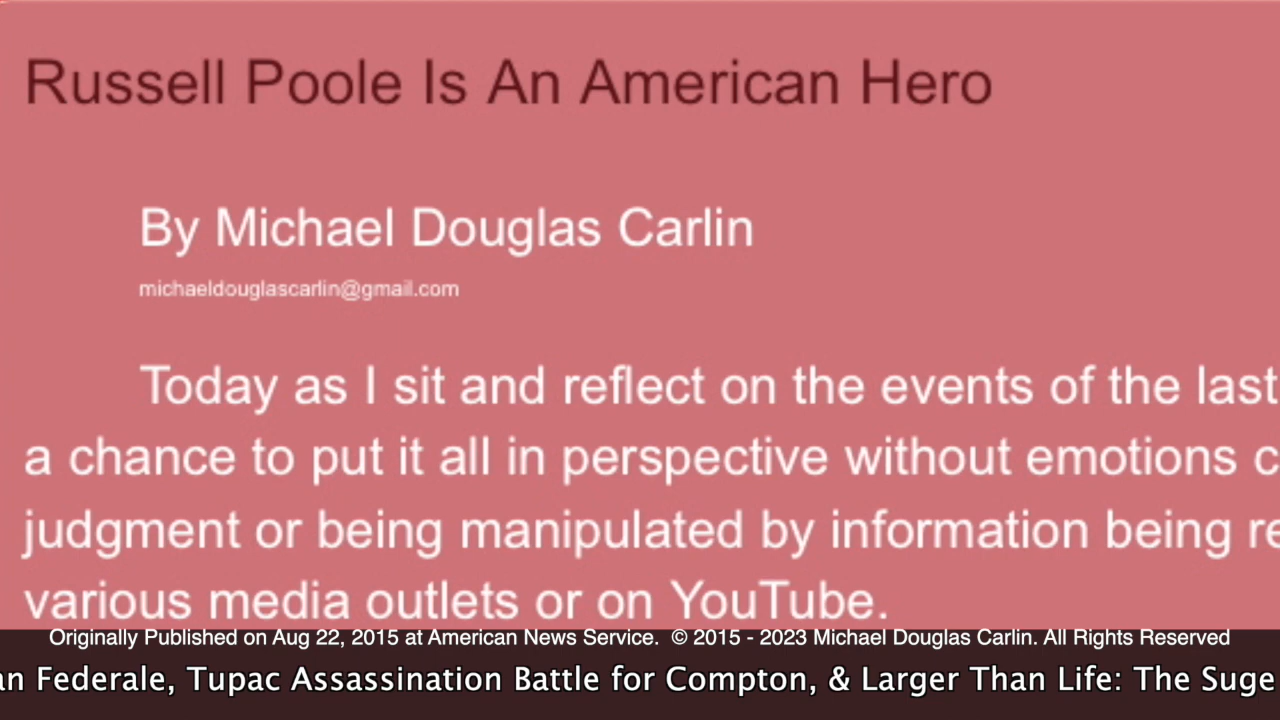 Russell Poole Is An American Hero
By Michael Douglas Carlin
michaeldouglascarlin@gmail.com
Today as I sit and reflect on the events of the last
a chance to put it all in perspective without emotions c
judgment or being manipulated by information being re
various media outlets or on YouTube.
Originally Published on Aug 22, 2015 at American News Service. © 2015 - 2023 Michael Douglas Carlin. All Rights Reserved
an Federale, Tupac Assassination Battle for Compton, & Larger Than Life: The Suge